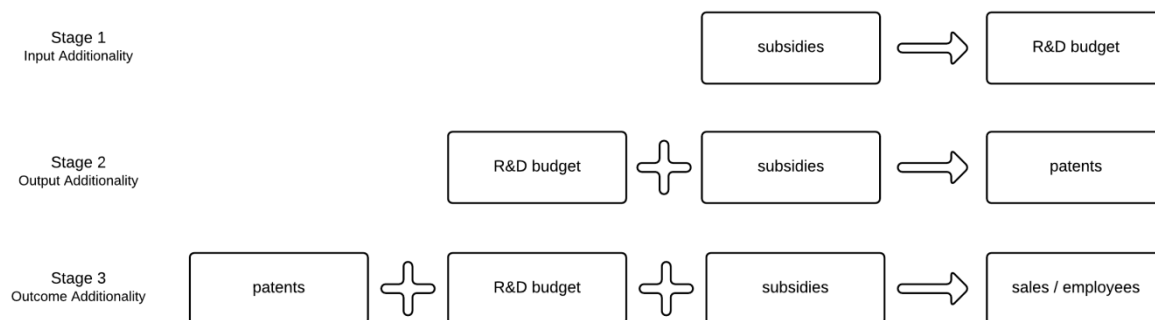 Stage 1
Input Additionality
subsidies
R&D budget
Stage 2
Output Additionality
R&D budget
subsidies
patents
Stage 3
Outcome Additionality
patents
R&D budget
subsidies
sales / employees